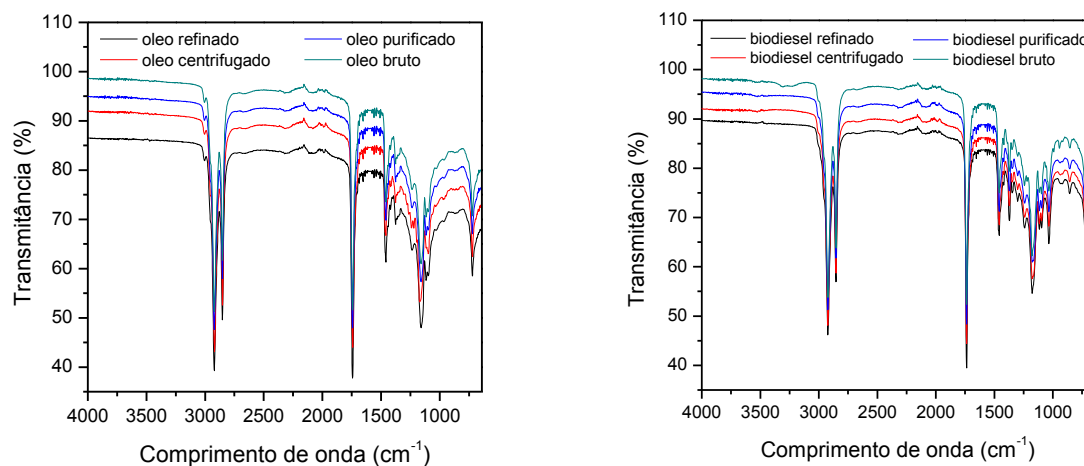 110
100
90
80
70
60
50
40
Transmitância (%)
oleo refinado
oleo purificado
oleo centrifugado
oleo bruto
4000 3500 3000 2500 2000 1500 1000
Comprimento de onda (cm⁻¹)
110
100
90
80
70
60
50
40
Transmitância (%)
biodiesel refinado
biodiesel purificado
biodiesel centrifugado
biodiesel bruto
4000 3500 3000 2500 2000 1500 1000
Comprimento de onda (cm⁻¹)